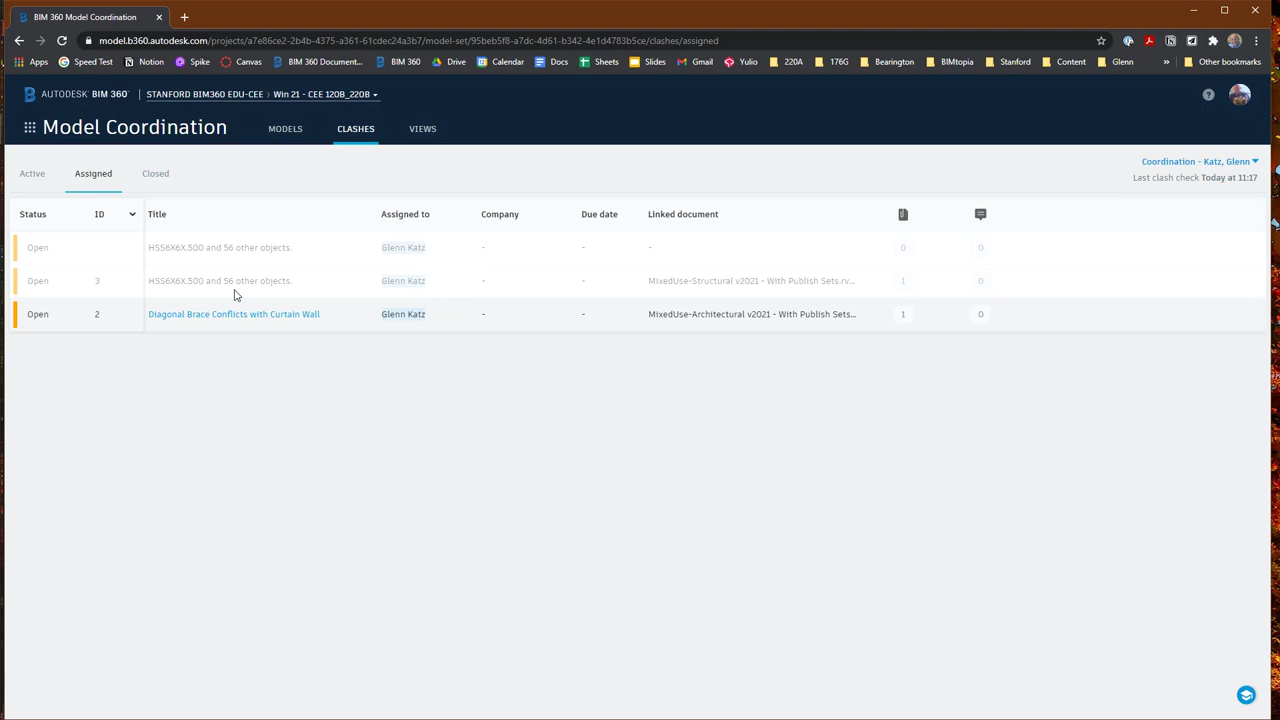 BIM 360 Model Coordination
model.b360.autodesk.com/projects/a7e86ce2-2b4b-4375-a361-61cdec24a3b7/model-set/95beb5f8-a7dc-4d61-b342-4e1d4783b5ce/clashes/assigned
Apps Speed Test Notion Spike Canvas BIM 360 Document... BIM 360 Drive Calendar Docs Sheets Slides Gmail Yulio 220A 176G Bearington BIMtopia Stanford Content Glenn » Other bookmarks
AUTODESK® BIM 360® STANFORD BIM360 EDU-CEE > Win 21 - CEE 120B_220B
Model Coordination MODELS CLASHES VIEWS
Active Assigned Closed
Coordination - Katz, Glenn
Last clash check Today at 11:17
Status ID Title Assigned to Company Due date Linked document
Open HSS6X6X.500 and 56 other objects. Glenn Katz - - - 0 0
Open 3 HSS6X6X.500 and 56 other objects. Glenn Katz - - MixedUse-Structural v2021 - With Publish Sets.rv... 1 0
Open 2 Diagonal Brace Conflicts with Curtain Wall Glenn Katz - - MixedUse-Architectural v2021 - With Publish Sets... 1 0